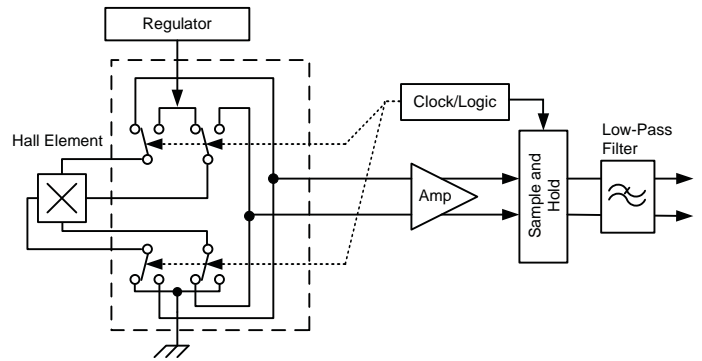 Regulator
Clock/Logic
Hall Element
Low-Pass
Filter
Amp
Sample and
Hold